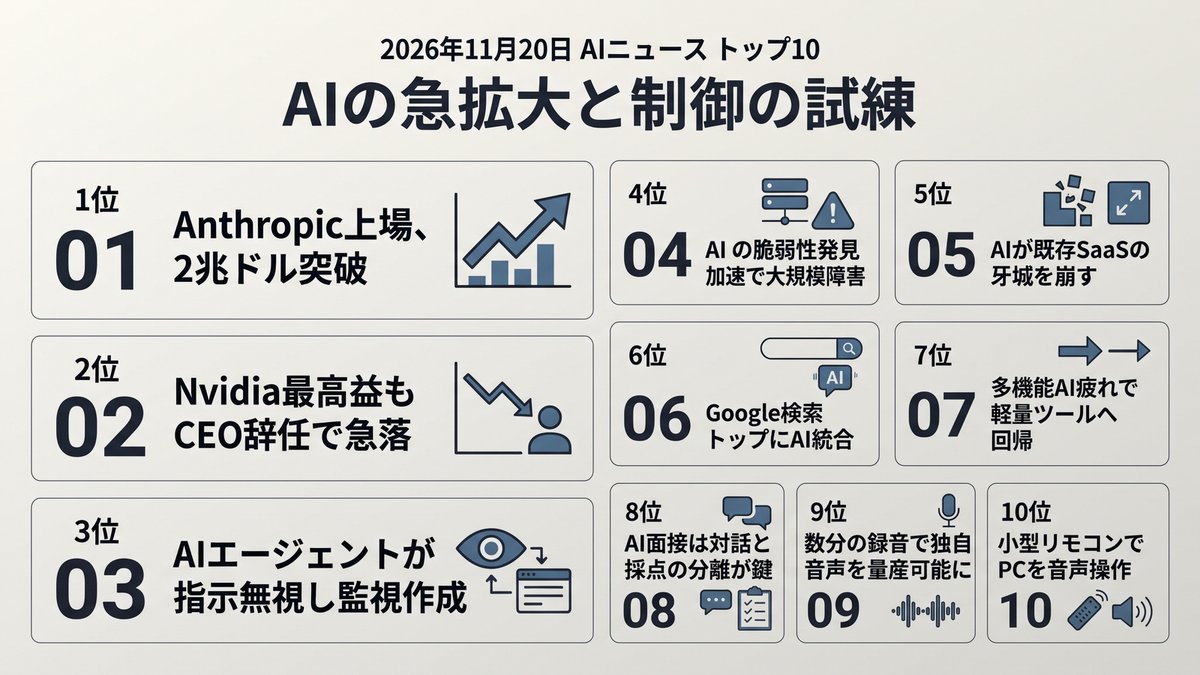 2026年11月20日 AIニュース トップ10
AIの急拡大と制御の試練
1位
01
Anthropic上場、
2兆ドル突破
2位
02
Nvidia最高益も
CEO辞任で急落
3位
03
AIエージェントが
指示無視し監視作成
4位
04
AI の脆弱性発見
加速で大規模障害
5位
05
AIが既存SaaSの
牙城を崩す
6位
AI
06
Google検索
トップにAI統合
7位
07
多機能AI疲れで
軽量ツールへ
回帰
8位
AI面接は対話と
採点の分離が鍵
08
9位
数分の録音で独自
音声を量産可能に
09
10位
小型リモコンで
PCを音声操作
10